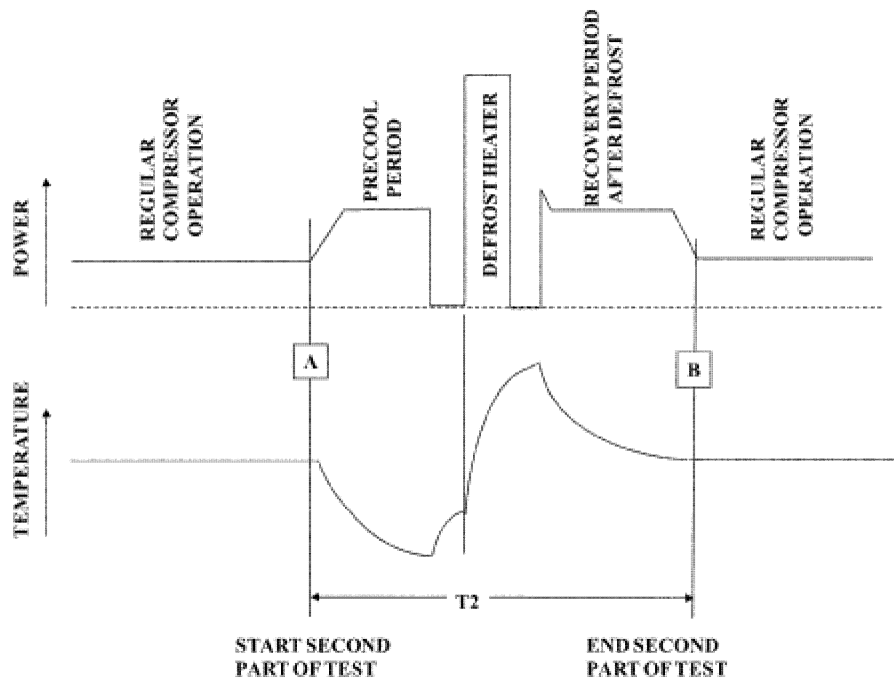 REGULAR
COMPRESSOR
OPERATION
PRECOOL
PERIOD
DEFROST HEATER
RECOVERY PERIOD
AFTER DEFROST
REGULAR
COMPRESSOR
OPERATION
POWER
A
B
TEMPERATURE
T2
START SECOND
PART OF TEST
END SECOND
PART OF TEST